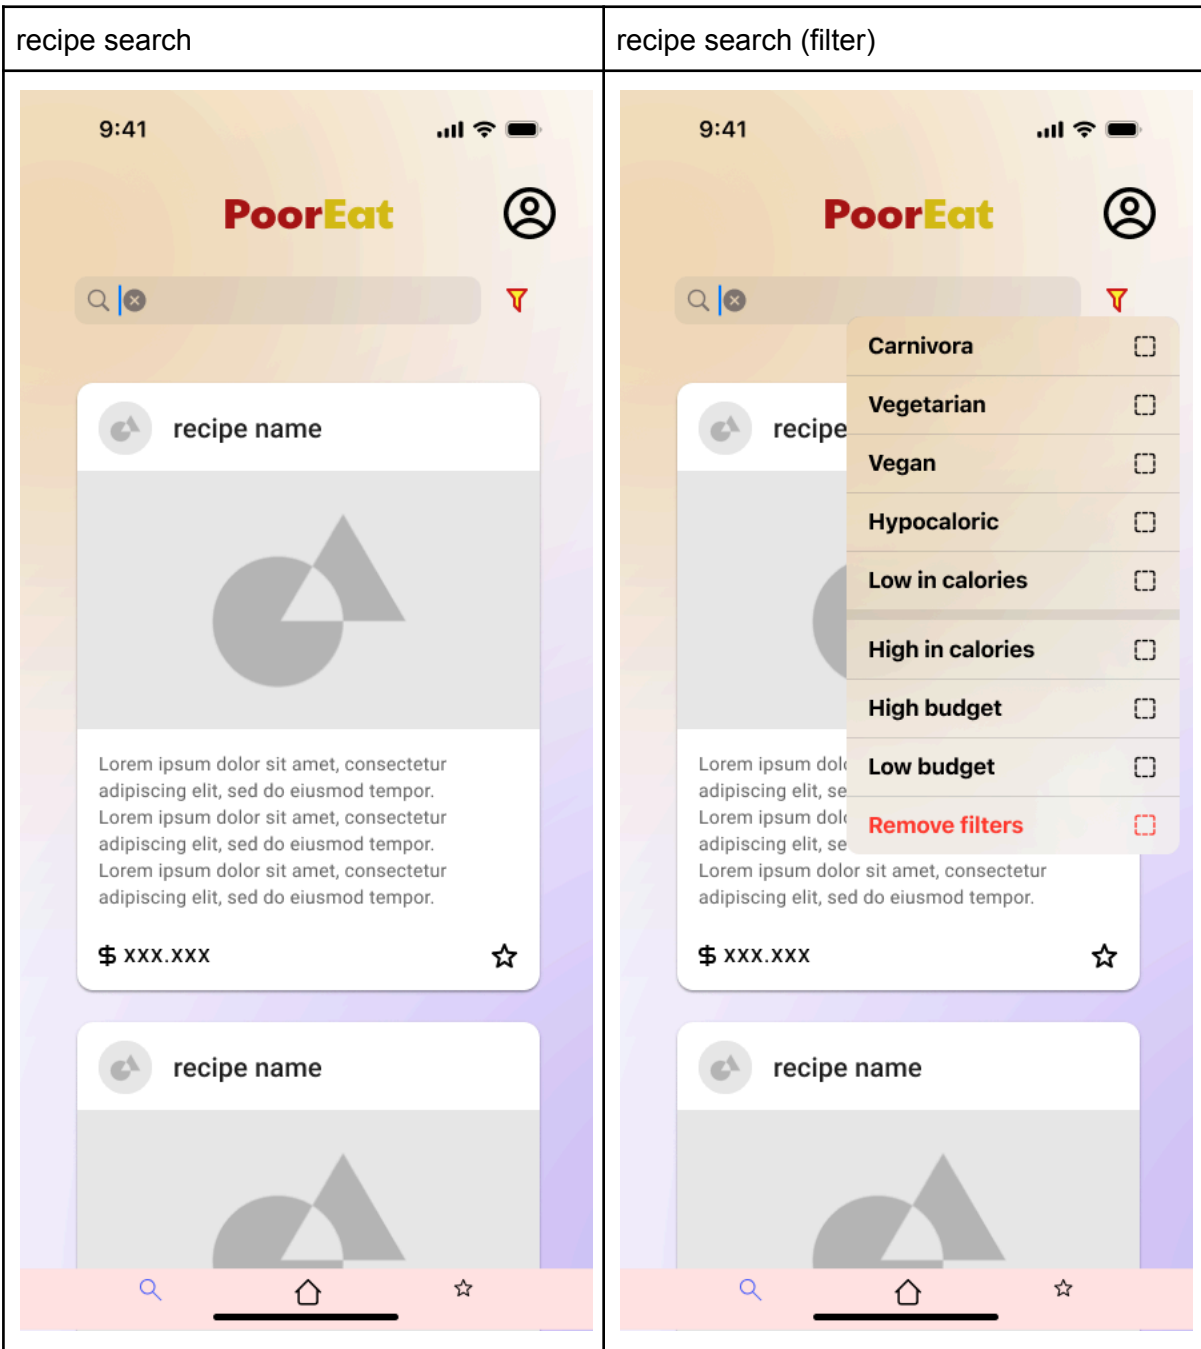 recipe search
recipe search (filter)
9:41
PoorEat
recipe name
Lorem ipsum dolor sit amet, consectetur
adipiscing elit, sed do eiusmod tempor.
Lorem ipsum dolor sit amet, consectetur
adipiscing elit, sed do eiusmod tempor.
Lorem ipsum dolor sit amet, consectetur
adipiscing elit, sed do eiusmod tempor.
$ XXX.XXX
recipe name
9:41
PoorEat
Carnivora
Vegetarian
recipe
Vegan
Hypocaloric
Low in calories
High in calories
High budget
Low budget
Remove filters
Lorem ipsum
adipiscing elit,
Lorem ipsum
adipiscing elit,
Lorem ipsum dolor sit amet, consectetur
adipiscing elit, sed do eiusmod tempor.
$ XXX.XXX
recipe name